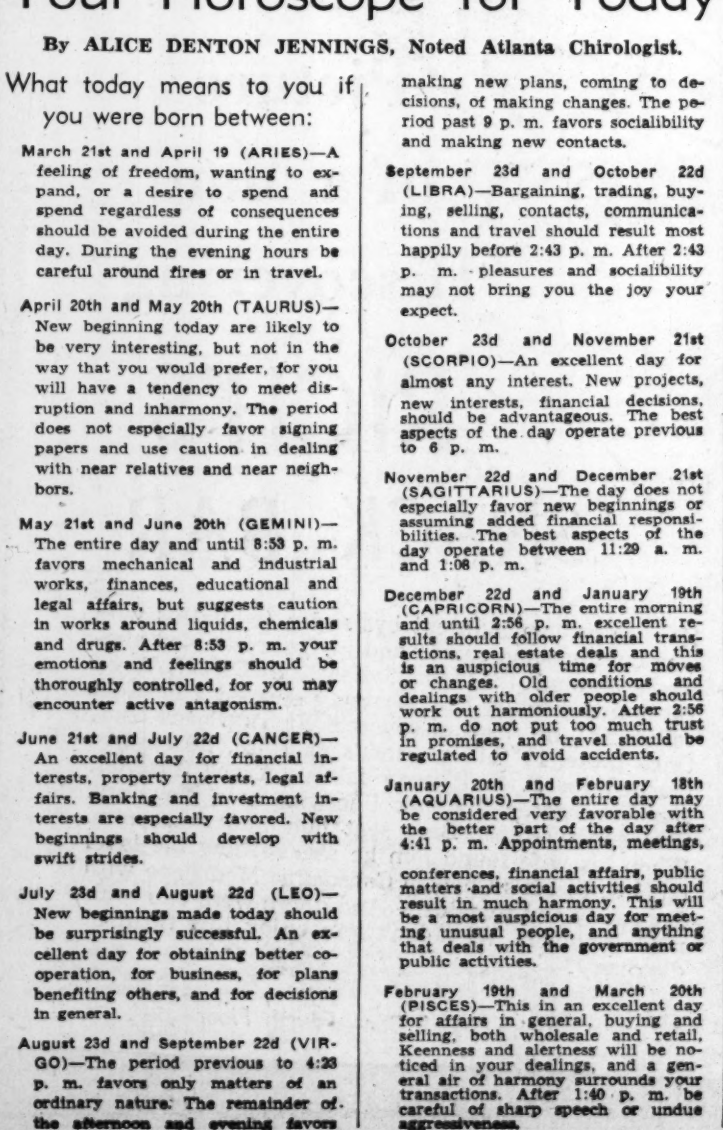 Your Horoscope for Today
By ALICE DENTON JENNINGS, Noted Atlanta Chirologist.
What today means to you if
you were born between:
March 21st and April 19 (ARIES)—A
feeling of freedom, wanting to ex-
pand, or a desire to spend and
spend regardless of consequences
should be avoided during the entire
day. During the evening hours be
careful around fires or in travel.
April 20th and May 20th (TAURUS)—
New beginning today are likely to
be very interesting, but not in the
way that you would prefer, for you
will have a tendency to meet dis-
ruption and inharmony. The period
does not especially favor signing
papers and use caution in dealing
with near relatives and near neigh-
bors.
May 21st and June 20th (GEMINI)—
The entire day and until 8:53 p. m.
favors mechanical and industrial
works, finances, educational and
legal affairs, but suggests caution
in works around liquids, chemicals
and drugs. After 8:53 p. m. your
emotions and feelings should be
thoroughly controlled, for you may
encounter active antagonism.
June 21st and July 22d (CANCER)—
An excellent day for financial in-
terests, property interests, legal af-
fairs. Banking and investment in-
terests are especially favored. New
beginnings should develop with
swift strides.
July 23d and August 22d (LEO)—
New beginnings made today should
be surprisingly successful. An ex-
cellent day for obtaining better co-
operation, for business, for plans
benefiting others, and for decisions
in general.
August 23d and September 22d (VIR-
GO)—The period previous to 4:23
p. m. favors only matters of an
ordinary nature. The remainder of
the afternoon and evening favors
making new plans, coming to de-
cisions, of making changes. The pe-
riod past 9 p. m. favors socialibility
and making new contacts.
September 23d and October 22d
(LIBRA)—Bargaining, trading, buy-
ing, selling, contacts, communica-
tions and travel should result most
happily before 2:43 p. m. After 2:43
p. m. pleasures and socialibility
may not bring you the joy your
expect.
October 23d and November 21st
(SCORPIO)—An excellent day for
almost any interest. New projects,
new interests, financial decisions,
should be advantageous. The best
aspects of the day operate previous
to 6 p. m.
November 22d and December 21st
(SAGITTARIUS)—The day does not
especially favor new beginnings or
assuming added financial responsi-
bilities. The best aspects of the
day operate between 11:29 a. m.
and 1:08 p. m.
December 22d and January 19th
(CAPRICORN)—The entire morning
and until 2:56 p. m. excellent re-
sults should follow financial trans-
actions, real estate deals and this
is an auspicious time for moves
or changes. Old conditions and
dealings with older people should
work out harmoniously. After 2:56
p. m. do not put too much trust
in promises, and travel should be
regulated to avoid accidents.
January 20th and February 18th
(AQUARIUS)—The entire day may
be considered very favorable with
the better part of the day after
4:41 p. m. Appointments, meetings,
conferences, financial affairs, public
matters and social activities should
result in much harmony. This will
be a most auspicious day for meet-
ing unusual people, and anything
that deals with the government or
public activities.
February 19th and March 20th
(PISCES)—This in an excellent day
for affairs in general, buying and
selling, both wholesale and retail,
Keenness and alertness will be no-
ticed in your dealings, and a gen-
eral air of harmony surrounds your
transactions. After 1:40 p. m. be
careful of sharp speech or undue
aggressiveness.